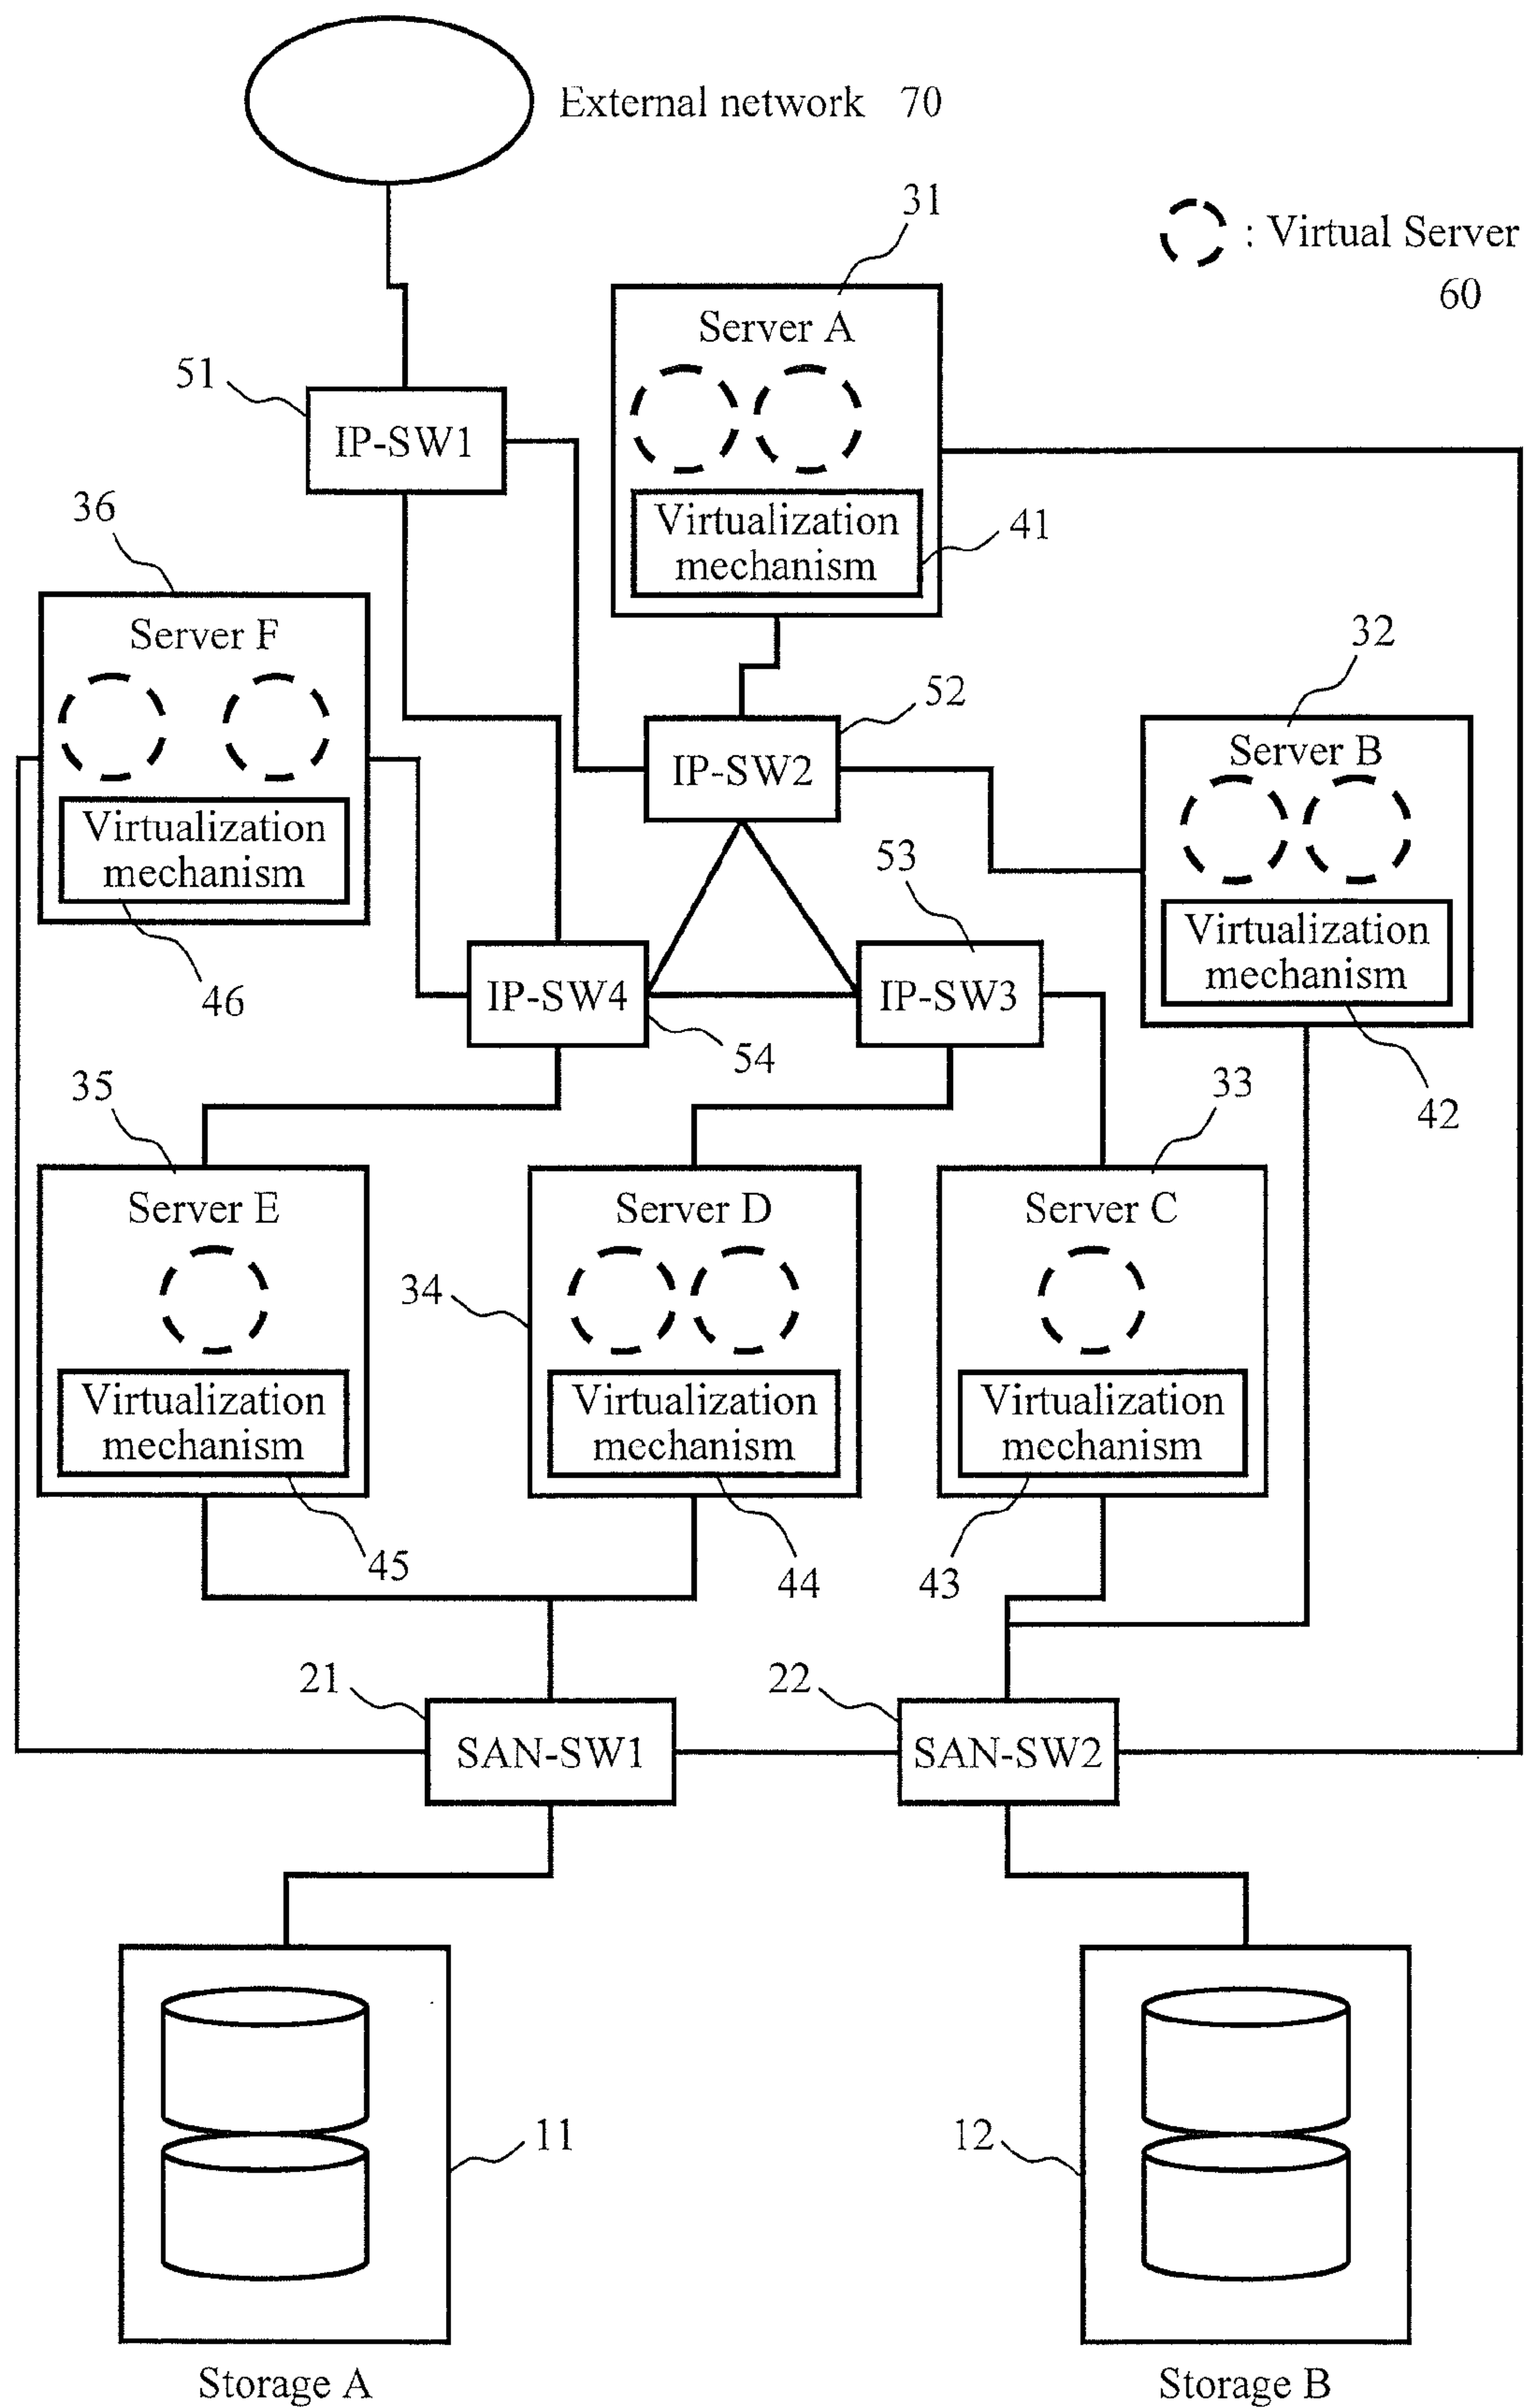 External network 70
31
: Virtual Server
60
Server A
51
IP-SW1
Virtualization
mechanism
41
36
Server F
32
52
IP-SW2
Server B
Virtualization
mechanism
53
Virtualization
mechanism
46
IP-SW4
IP-SW3
54
42
35
33
Server E
Server D
Server C
34
Virtualization
mechanism
Virtualization
mechanism
Virtualization
mechanism
45
44
43
21
22
SAN-SW1
SAN-SW2
11
12
Storage A
Storage B